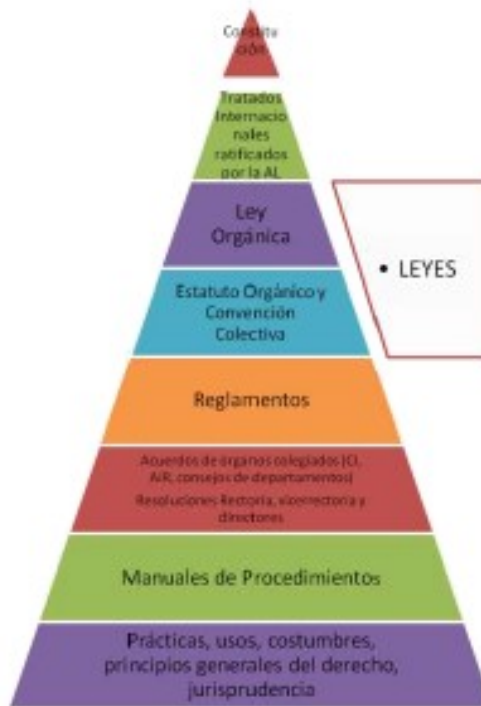 Constitu
ción
Tratados
Internacio
nales
ratificados
por la AL
Ley
Orgánica
• LEYES
Estatuto Orgánico y
Convención
Colectiva
Reglamentos
Acuerdos de órganos colegiados (CI,
AIR, consejos de departamentos)
Resoluciones Rectoría, vicerrectoría y
directores
Manuales de Procedimientos
Prácticas, usos, costumbres,
principios generales del derecho,
jurisprudencia